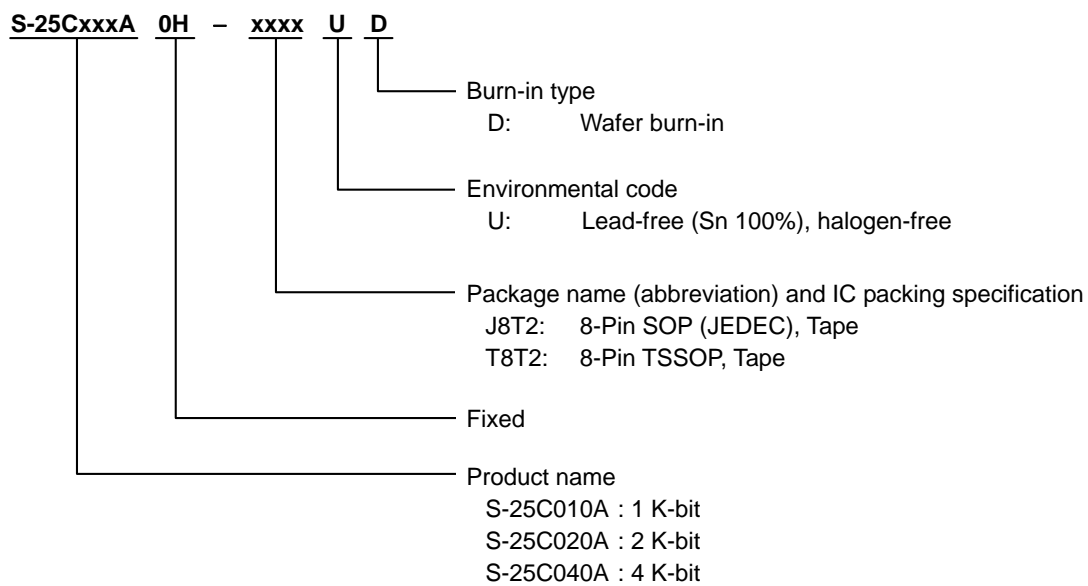 S-25CxxxA 0H – xxxx U D
Burn-in type
D: Wafer burn-in
Environmental code
U: Lead-free (Sn 100%), halogen-free
Package name (abbreviation) and IC packing specification
J8T2: 8-Pin SOP (JEDEC), Tape
T8T2: 8-Pin TSSOP, Tape
Fixed
Product name
S-25C010A : 1 K-bit
S-25C020A : 2 K-bit
S-25C040A : 4 K-bit